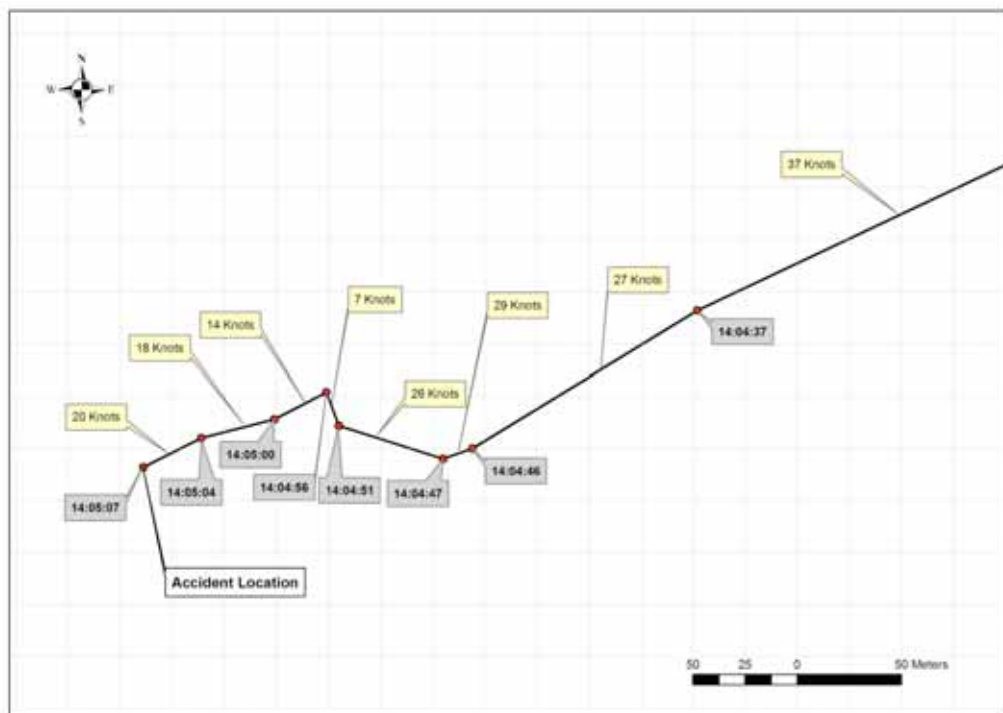 N
W E
S
37 Knots
27 Knots
7 Knots
29 Knots
14 Knots
14:04:37
18 Knots
26 Knots
20 Knots
14:05:00
14:04:46
14:05:04
14:04:56
14:04:51
14:04:47
14:05:07
Accident Location
50 25 0 50 Meters